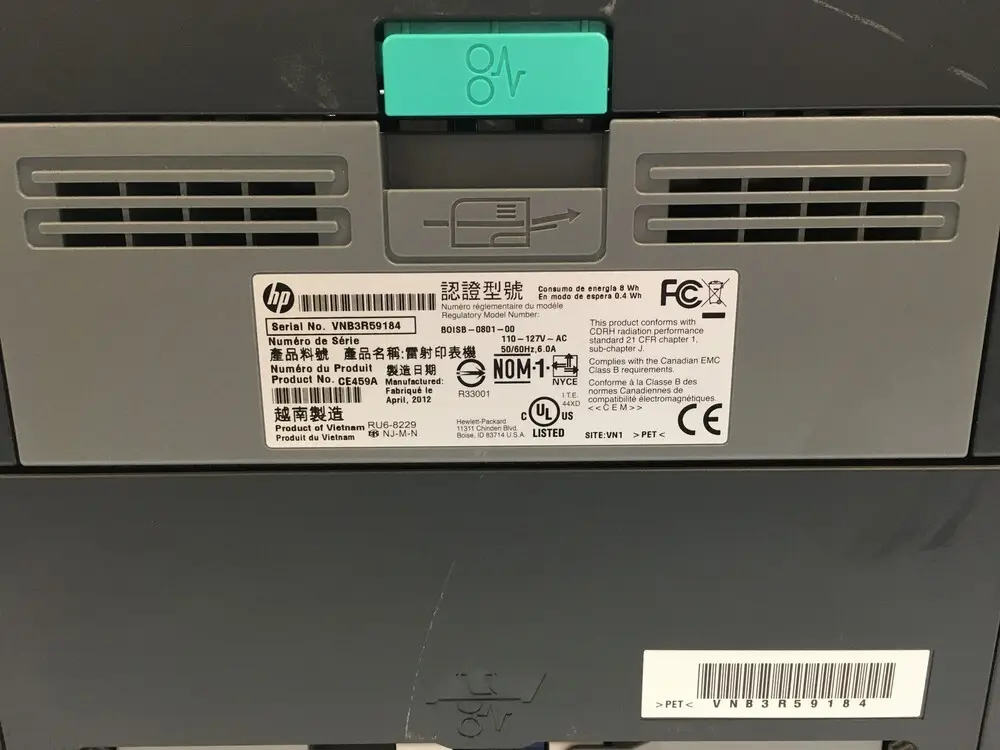 hp
認證型號
Numéro réglementaire du modèle
Regulatory Model Number:
BOISB-0801-00
Consumo de energía 8 Wh
En modo de espera 0.4 Wh
FC
Serial No. VNB3R59184
Numéro de Série
產品料號 產品名稱:雷射印表機
Numéro du Produit
Product No. CE459A
製造日期
Manufactured:
Fabriqué le
April, 2012
越南製造
Product of Vietnam
Produit du Vietnam
RU6-8229
NJ-M-N
110-127V~AC
50/60Hz,6.0A
R33001
NOM·1·
NYCE
I.T.E.
44XD
C UL US
LISTED
Hewlett-Packard
11311 Chinden Blvd.
Boise, ID 83714 U.S.A.
This product conforms with
CDRH radiation performance
standard 21 CFR chapter 1,
sub-chapter J.
Complies with the Canadian EMC
Class B requirements.
Conforme à la Classe B des
normes Canadiennes de
compatibilité électromagnétiques.
<<CEM>>
SITE:VN1 >PET<
CE
>PET<
VNB3R59184